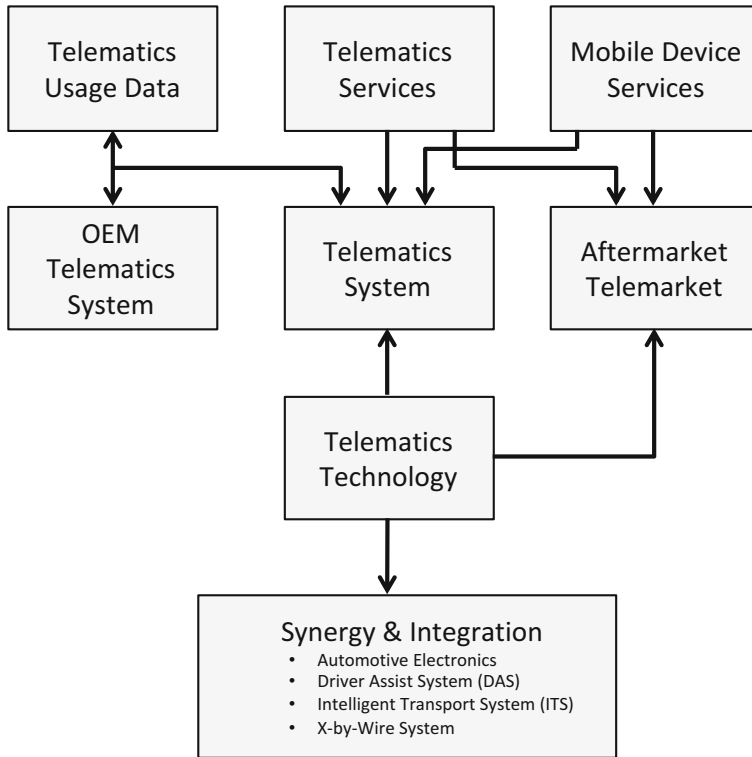 Telematics
Usage Data
Telematics
Services
Mobile Device
Services
OEM
Telematics
System
Telematics
System
Aftermarket
Telemarket
Telematics
Technology
Synergy & Integration
• Automotive Electronics
• Driver Assist System (DAS)
• Intelligent Transport System (ITS)
• X-by-Wire System